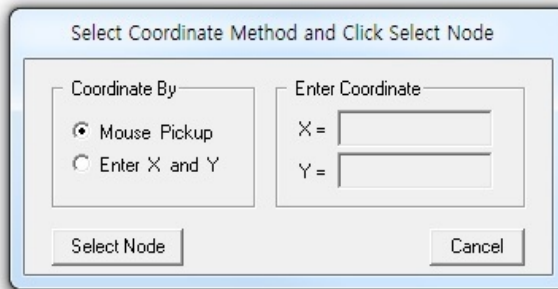 Select Coordinate Method and Click Select Node
Coordinate By
Mouse Pickup
Enter X and Y
Enter Coordinate
X =
Y =
Select Node
Cancel